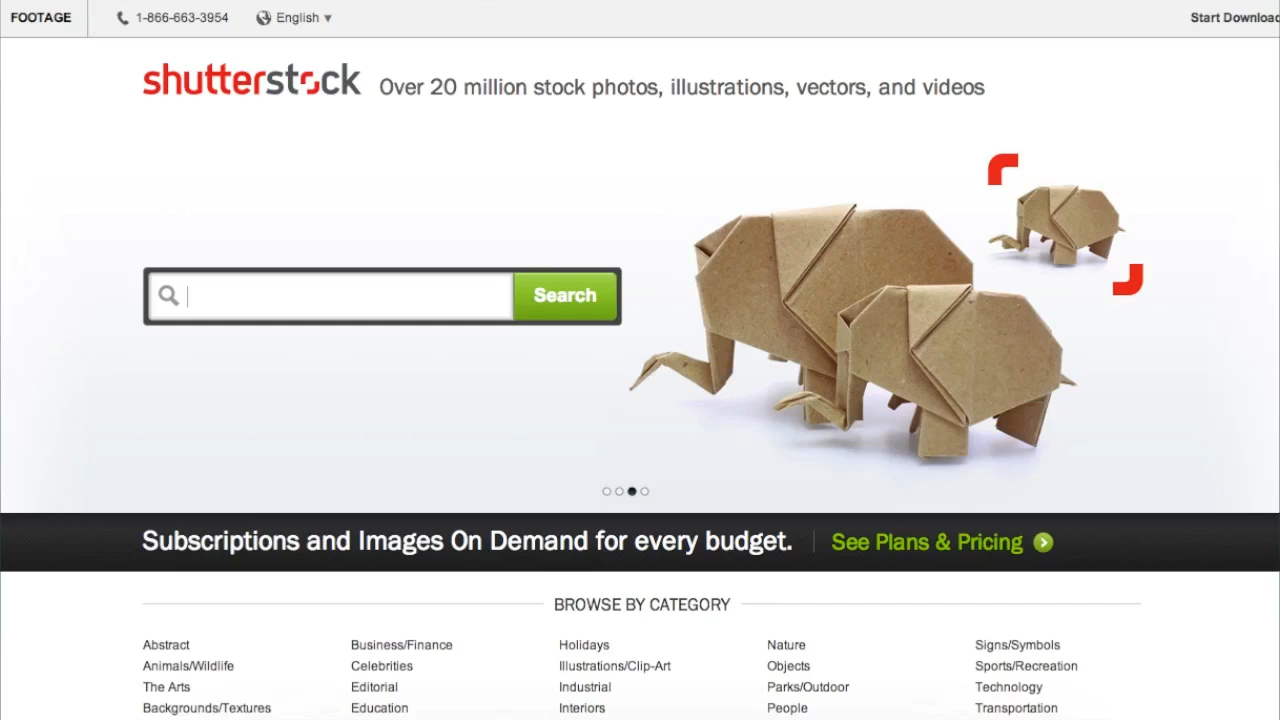 FOOTAGE 1-866-663-3954 English
Start Download
shutterstock Over 20 million stock photos, illustrations, vectors, and videos
Search
Subscriptions and Images On Demand for every budget. See Plans & Pricing
BROWSE BY CATEGORY
Abstract Business/Finance Holidays Nature Signs/Symbols
Animals/Wildlife Celebrities Illustrations/Clip-Art Objects Sports/Recreation
The Arts Editorial Industrial Parks/Outdoor Technology
Backgrounds/Textures Education Interiors People Transportation